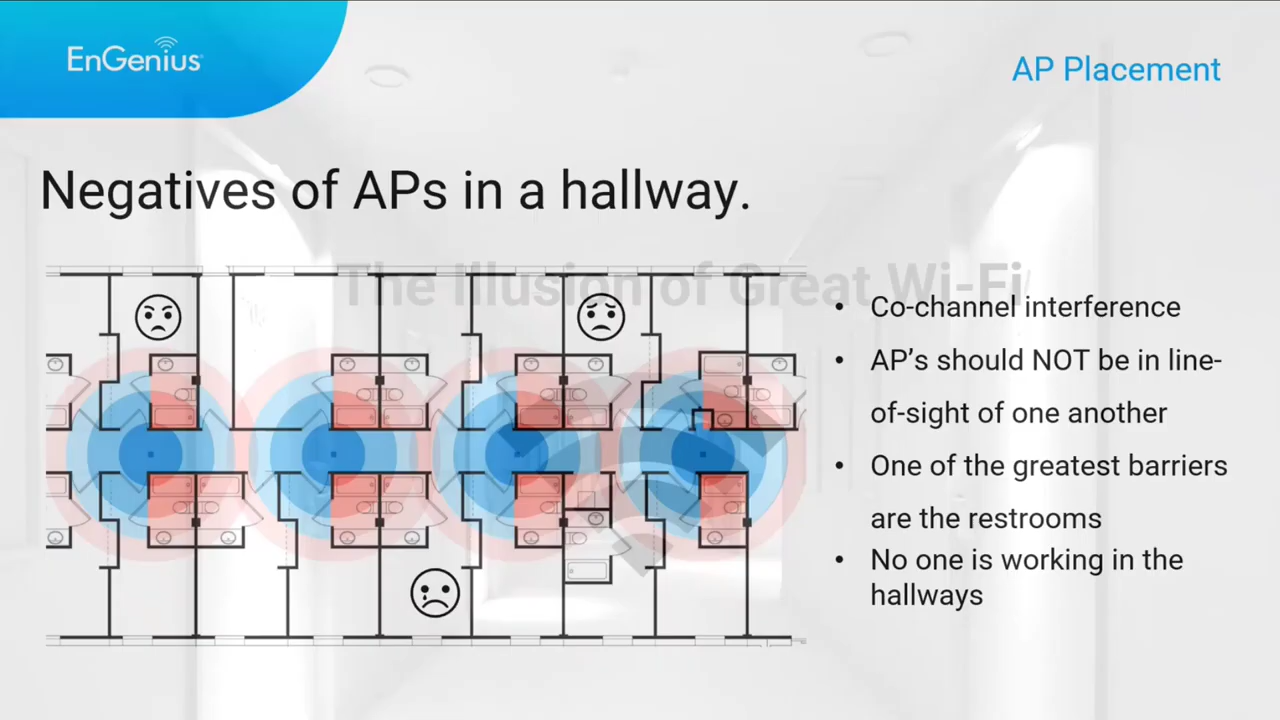 EnGenius
AP Placement
Negatives of APs in a hallway.
The Illusion of Great Wi-Fi
• Co-channel interference
• AP’s should NOT be in line-
of-sight of one another
• One of the greatest barriers
are the restrooms
• No one is working in the
hallways